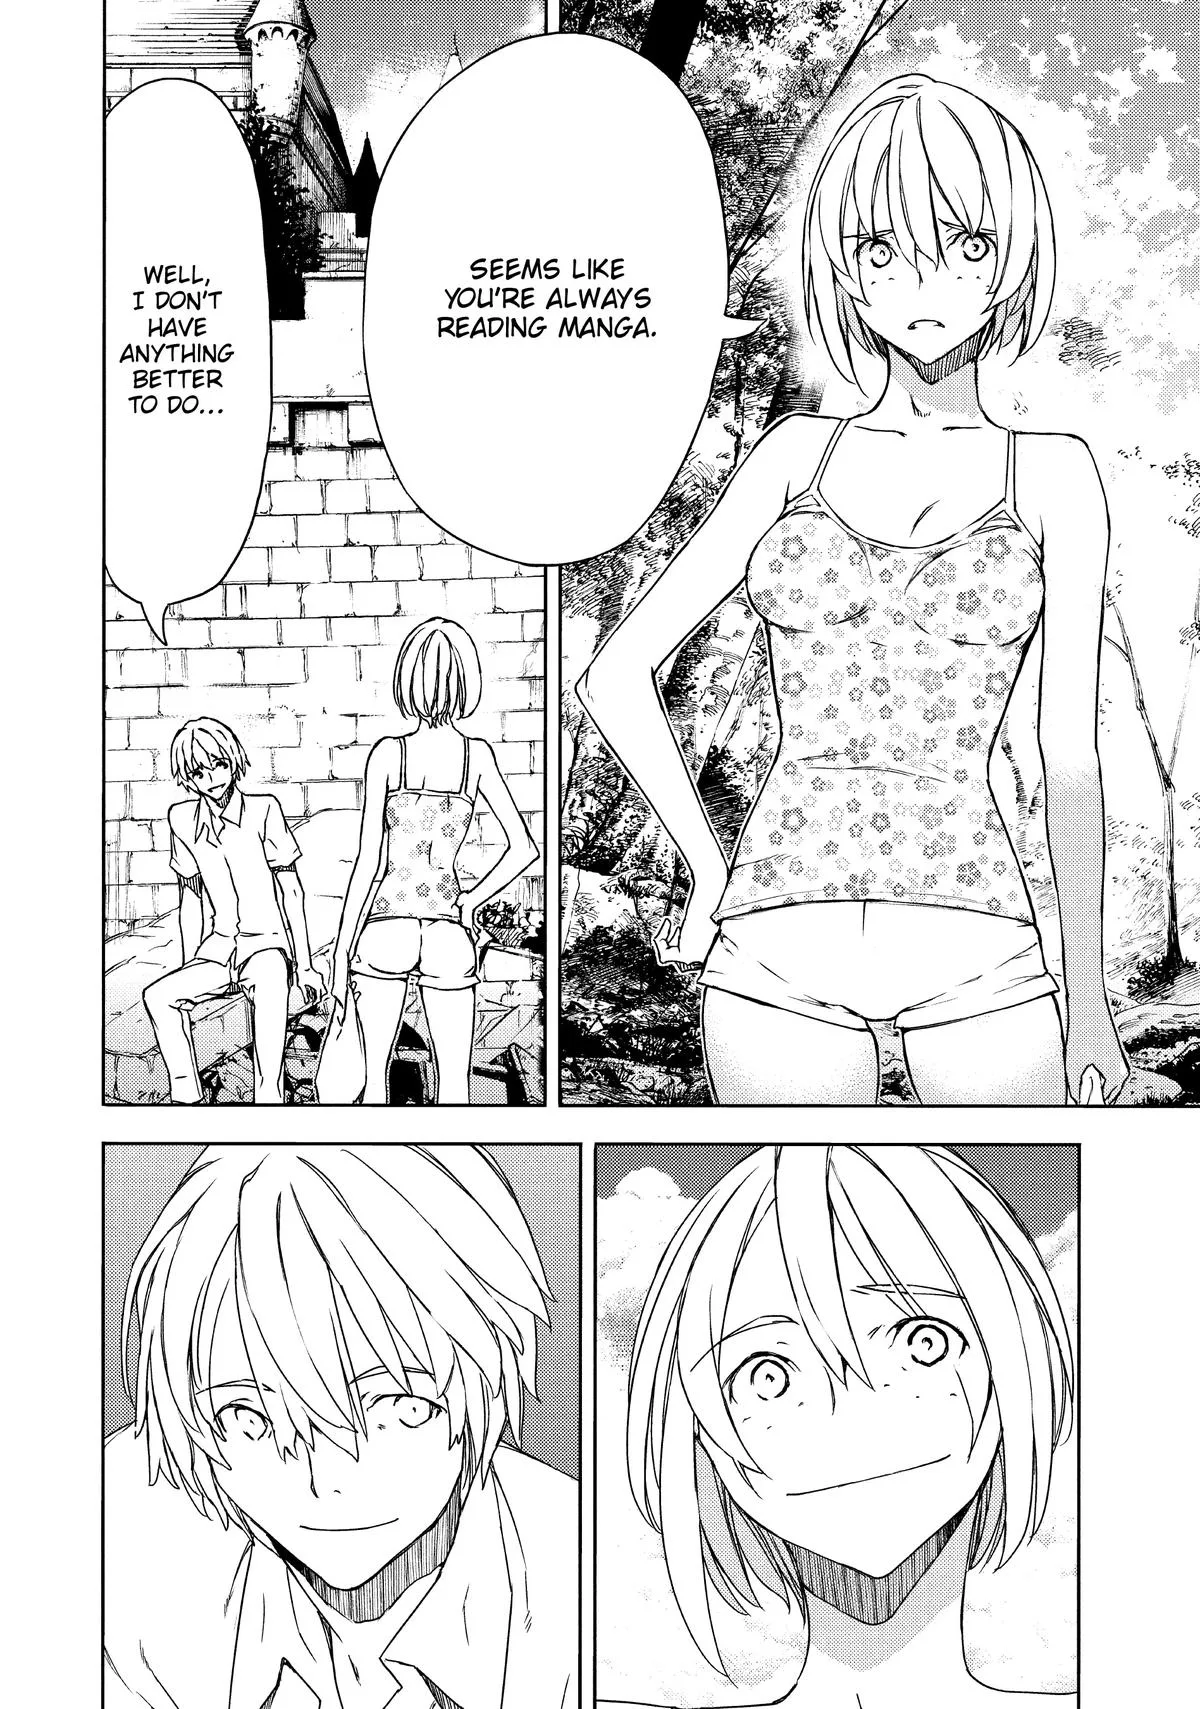 SEEMS LIKE
YOU'RE ALWAYS
READING MANGA.
WELL,
I DON'T
HAVE
ANYTHING
BETTER
TO DO...